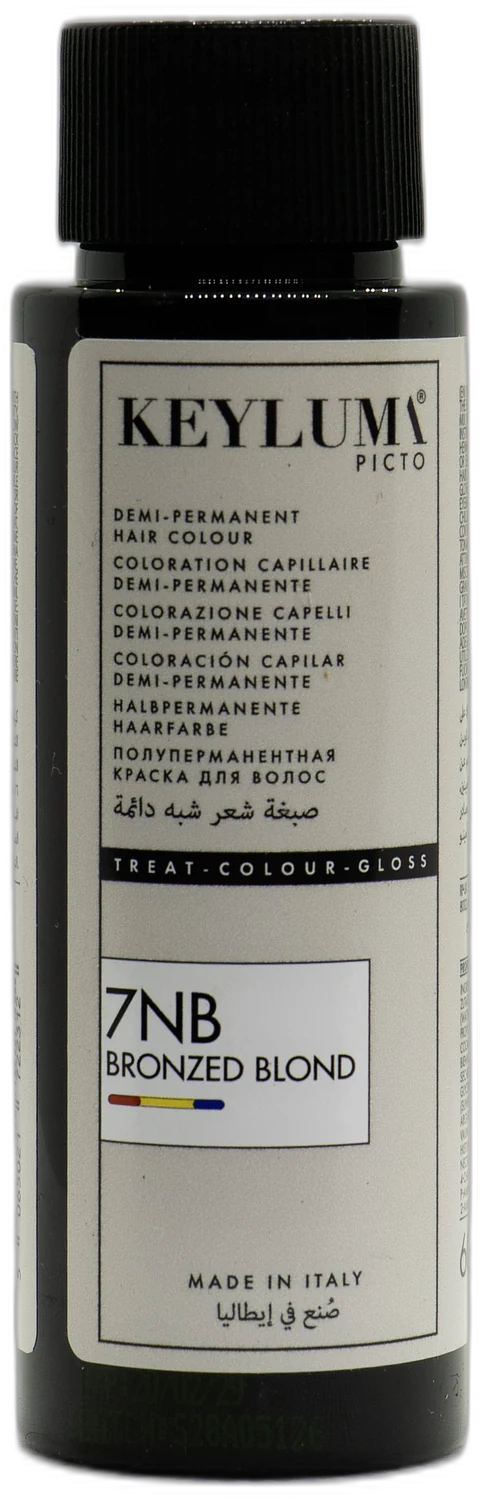 KEYLUMA®
PICTO
DEMI-PERMANENT
HAIR COLOUR
COLORATION CAPILLAIRE
DEMI-PERMANENTE
COLORAZIONE CAPELLI
DEMI-PERMANENTE
COLORACIÓN CAPILAR
DEMI-PERMANENTE
HALBPERMANENTE
HAARFARBE
ПОЛУПЕРМАНЕНТНАЯ
КРАСКА ДЛЯ ВОЛОС
صبغة شعر شبه دائمة
TREAT-COLOUR-GLOSS
7NB
BRONZED BLOND
MADE IN ITALY
صُنع في إيطاليا